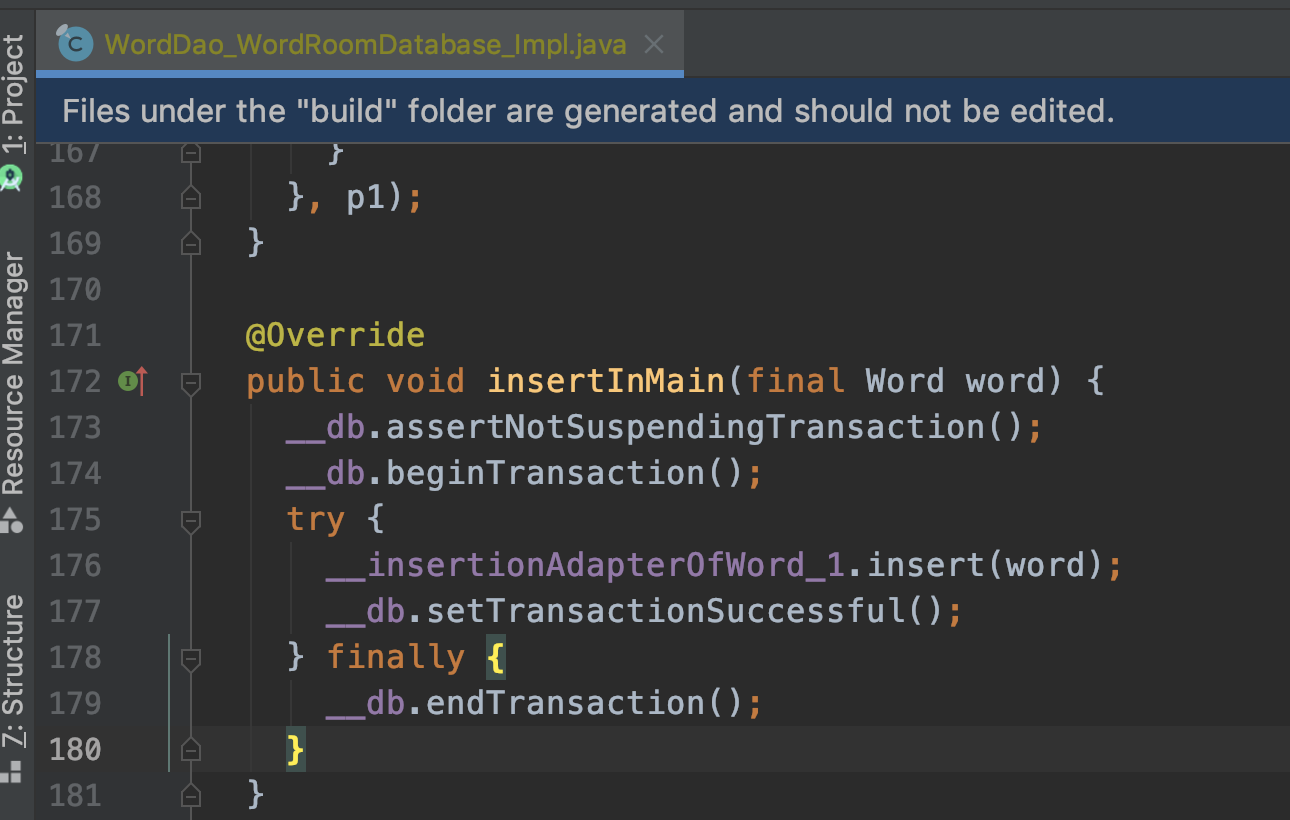 WordDao_WordRoomDatabase_Impl.java
Files under the "build" folder are generated and should not be edited.
1: Project
Resource Manager
7: Structure
167 }
168 }, p1);
169 }
170
171 @Override
172 public void insertInMain(final Word word) {
173 __db.assertNotSuspendingTransaction();
174 __db.beginTransaction();
175 try {
176 __insertionAdapterOfWord_1.insert(word);
177 __db.setTransactionSuccessful();
178 } finally {
179 __db.endTransaction();
180 }
181 }